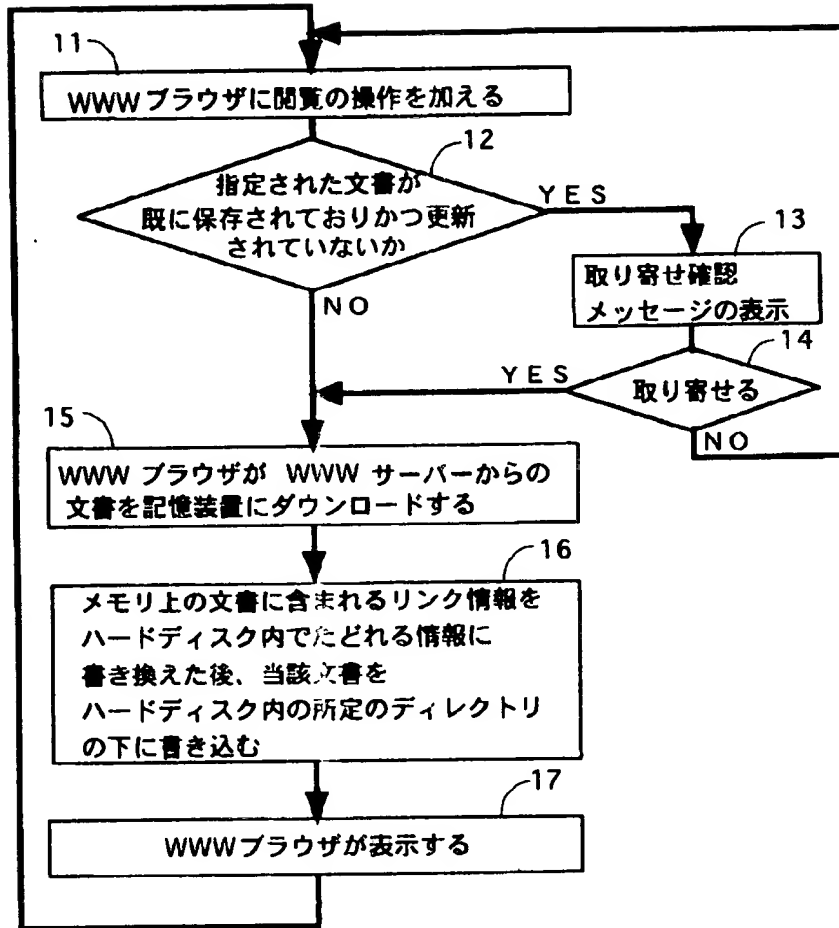 11
WWWブラウザに閲覧の操作を加える
12
指定された文書が
既に保存されておりかつ更新
されていないか
YES
NO
13
取り寄せ確認
メッセージの表示
14
取り寄せる
YES
NO
15
WWW ブラウザが WWW サーバーからの
文書を記憶装置にダウンロードする
16
メモリ上の文書に含まれるリンク情報を
ハードディスク内でたどれる情報に
書き換えた後、当該文書を
ハードディスク内の所定のディレクトリ
の下に書き込む
17
WWWブラウザが表示する